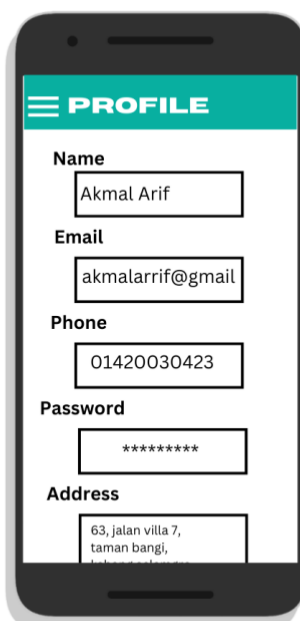 PROFILE
Name
Akmal Arif
Email
akmalarrif@gmail
Phone
01420030423
Password
*********
Address
63, jalan villa 7,
taman bangi,